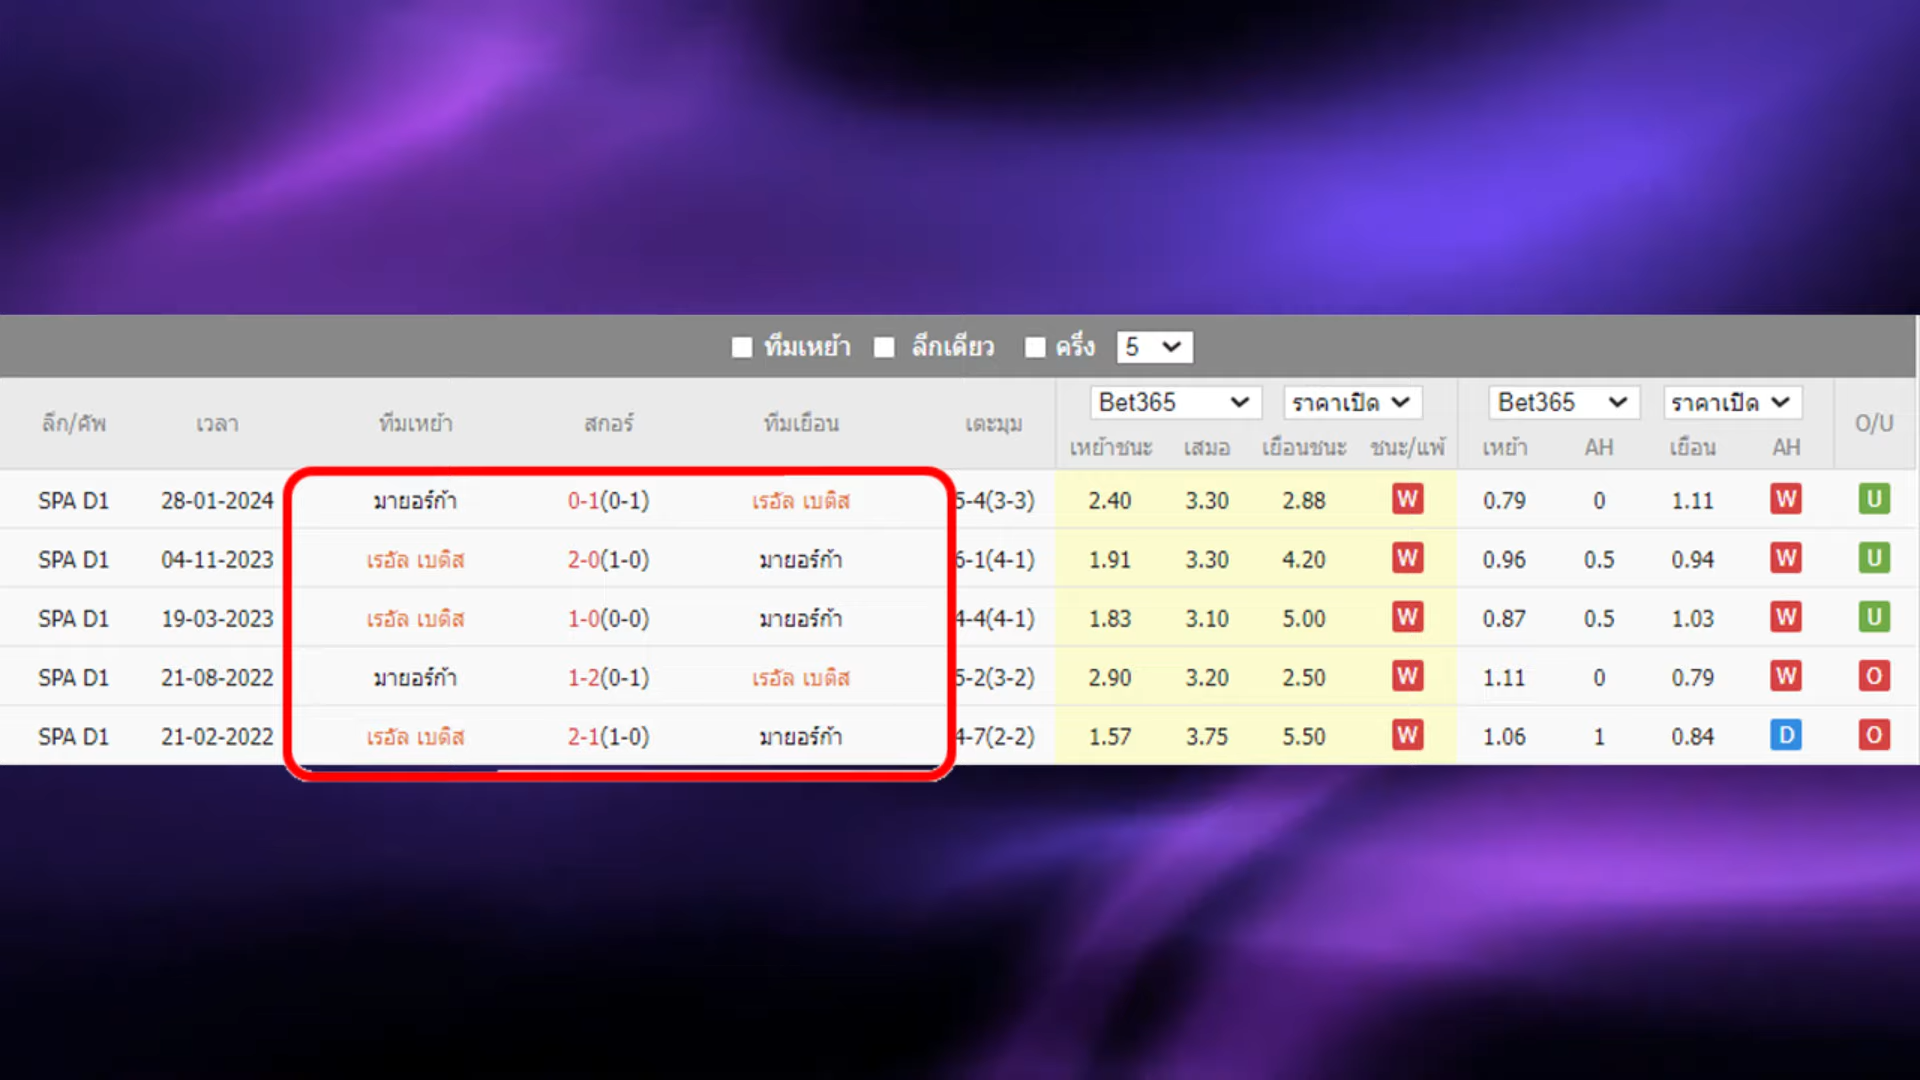 ทีมเหย้า ลีกเดียว ครึ่ง 5
Bet365 ราคาเปิด Bet365 ราคาเปิด
ลีก/คัพ เวลา ทีมเหย้า สกอร์ ทีมเยือน เตะมุม O/U
เหย้าชนะ เสมอ เยือนชนะ ชนะ/แพ้ เหย้า AH เยือน AH
SPA D1 28-01-2024 มายอร์ก้า 0-1(0-1) เรอัล เบติส 5-4(3-3) 2.40 3.30 2.88 W 0.79 0 1.11 W U
SPA D1 04-11-2023 เรอัล เบติส 2-0(1-0) มายอร์ก้า 6-1(4-1) 1.91 3.30 4.20 W 0.96 0.5 0.94 W U
SPA D1 19-03-2023 เรอัล เบติส 1-0(0-0) มายอร์ก้า 4-4(4-1) 1.83 3.10 5.00 W 0.87 0.5 1.03 W U
SPA D1 21-08-2022 มายอร์ก้า 1-2(0-1) เรอัล เบติส 5-2(3-2) 2.90 3.20 2.50 W 1.11 0 0.79 W O
SPA D1 21-02-2022 เรอัล เบติส 2-1(1-0) มายอร์ก้า 4-7(2-2) 1.57 3.75 5.50 W 1.06 1 0.84 D O